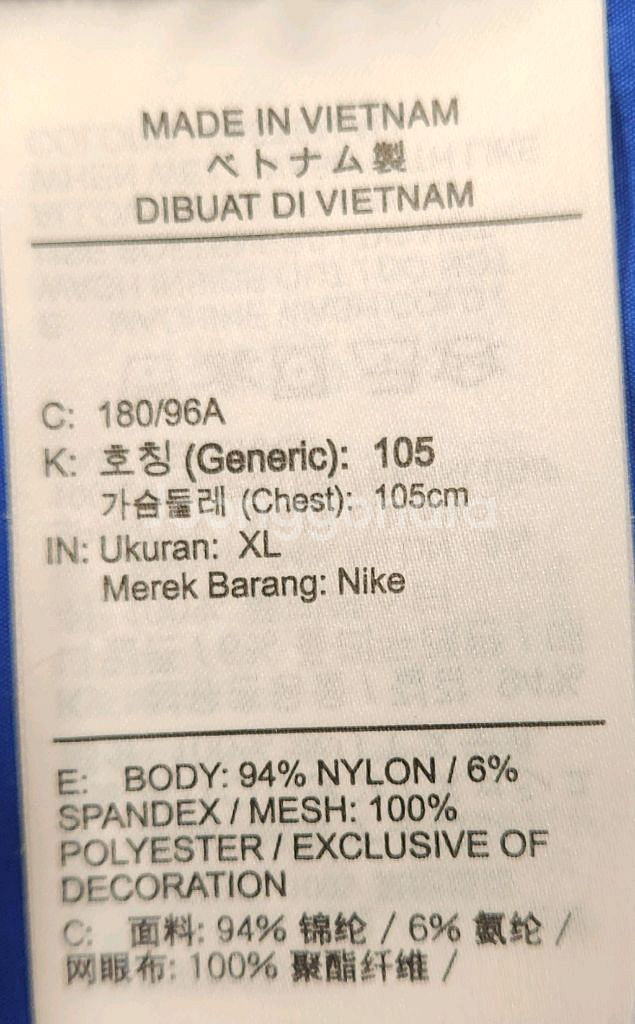 MADE IN VIETNAM
ベトナム製
DIBUAT DI VIETNAM
C: 180/96A
K: 호칭 (Generic): 105
가슴둘레 (Chest): 105cm
IN: Ukuran: XL
Merek Barang: Nike
E: BODY: 94% NYLON / 6%
SPANDEX / MESH: 100%
POLYESTER / EXCLUSIVE OF
DECORATION
C: 面料: 94% 锦纶 / 6% 氨纶 /
网眼布: 100% 聚酯纤维 /